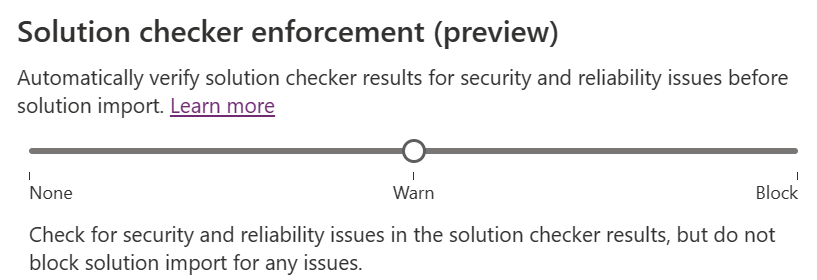 Solution checker enforcement (preview)
Automatically verify solution checker results for security and reliability issues before
solution import. Learn more
None
Warn
Block
Check for security and reliability issues in the solution checker results, but do not
block solution import for any issues.